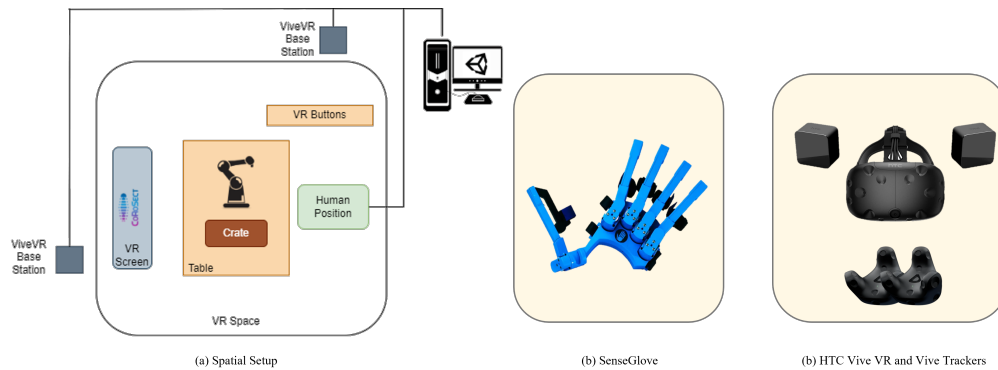 ViveVR
Base
Station
VR Buttons
CoRoSect
VR
Screen
Human
Position
Crate
Table
ViveVR
Base
Station
VR Space
(a) Spatial Setup
(b) SenseGlove
(b) HTC Vive VR and Vive Trackers